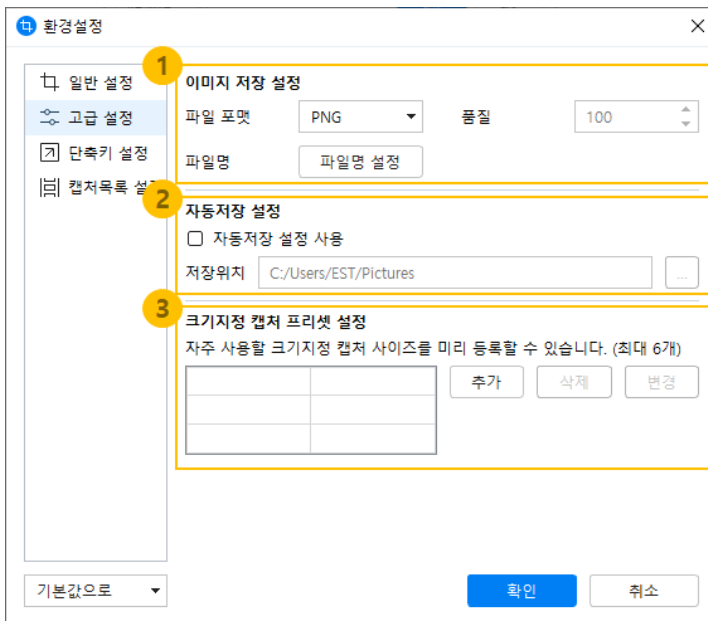 환경설정
일반 설정
고급 설정
단축키 설정
캡처목록 설
1
이미지 저장 설정
파일 포맷 PNG 품질 100
파일명 파일명 설정
2
자동저장 설정
자동저장 설정 사용
저장위치 C:/Users/EST/Pictures ...
3
크기지정 캡처 프리셋 설정
자주 사용할 크기지정 캡처 사이즈를 미리 등록할 수 있습니다. (최대 6개)
추가 삭제 변경
기본값으로 확인 취소